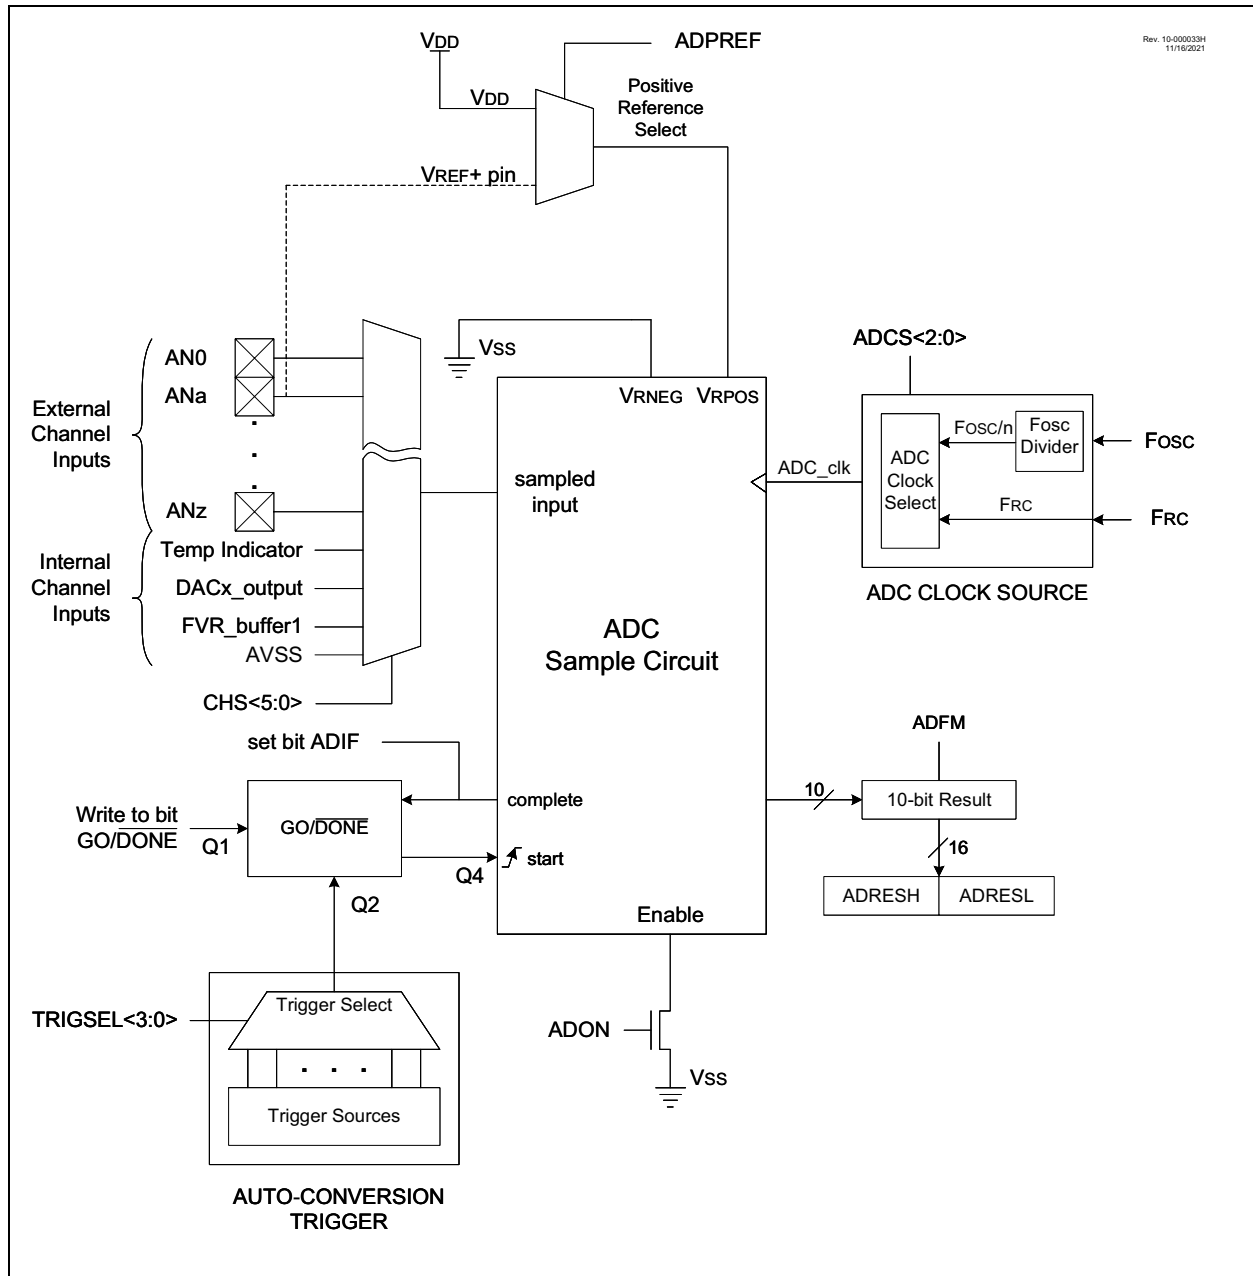 Rev. 10-000033H
11/16/2021
VDD
ADPREF
VDD
Positive
Reference
Select
VREF+ pin
AN0
ANa
External
Channel
Inputs
ANz
Internal
Channel
Inputs
Temp Indicator
DACx_output
FVR_buffer1
AVSS
CHS<5:0>
VSS
VRNEG
VRPOS
sampled
input
ADC
Sample Circuit
ADC_clk
ADCS<2:0>
ADC
Clock
Select
FOSC/n
Fosc
Divider
FOSC
FRC
FRC
ADC CLOCK SOURCE
set bit ADIF
complete
Write to bit
GO/DONE
Q1
GO/DONE
Q4
start
Q2
Enable
ADFM
10
10-bit Result
16
ADRESH
ADRESL
TRIGSEL<3:0>
Trigger Select
. . .
Trigger Sources
AUTO-CONVERSION
TRIGGER
ADON
VSS